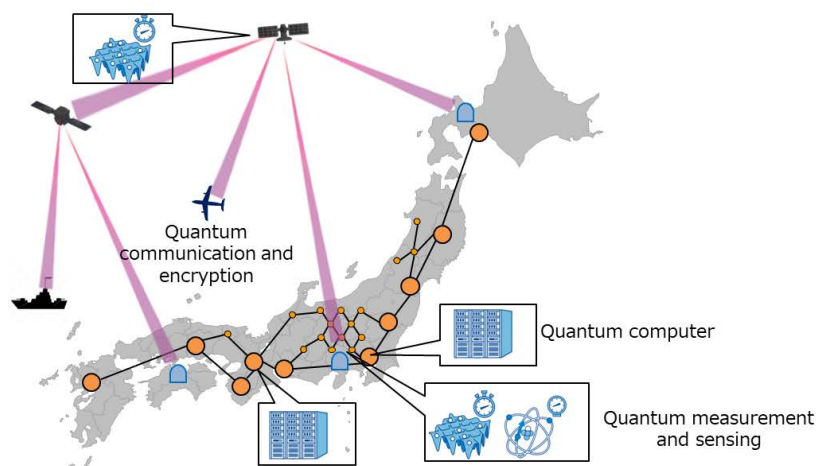 Quantum
communication and
encryption
Quantum computer
Quantum measurement
and sensing